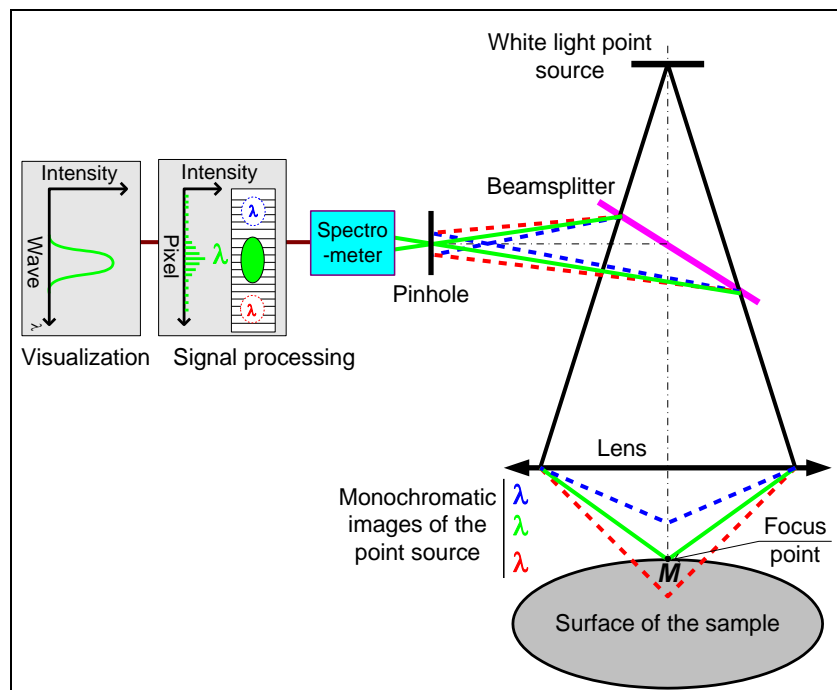 White light point
source
Beamsplitter
Intensity
Wave
λ
Visualization
Intensity
Pixel
λ
λ
λ
Signal processing
Spectro
-meter
Pinhole
Lens
Monochromatic
images of the
point source
λ
λ
λ
Focus
point
M
Surface of the sample